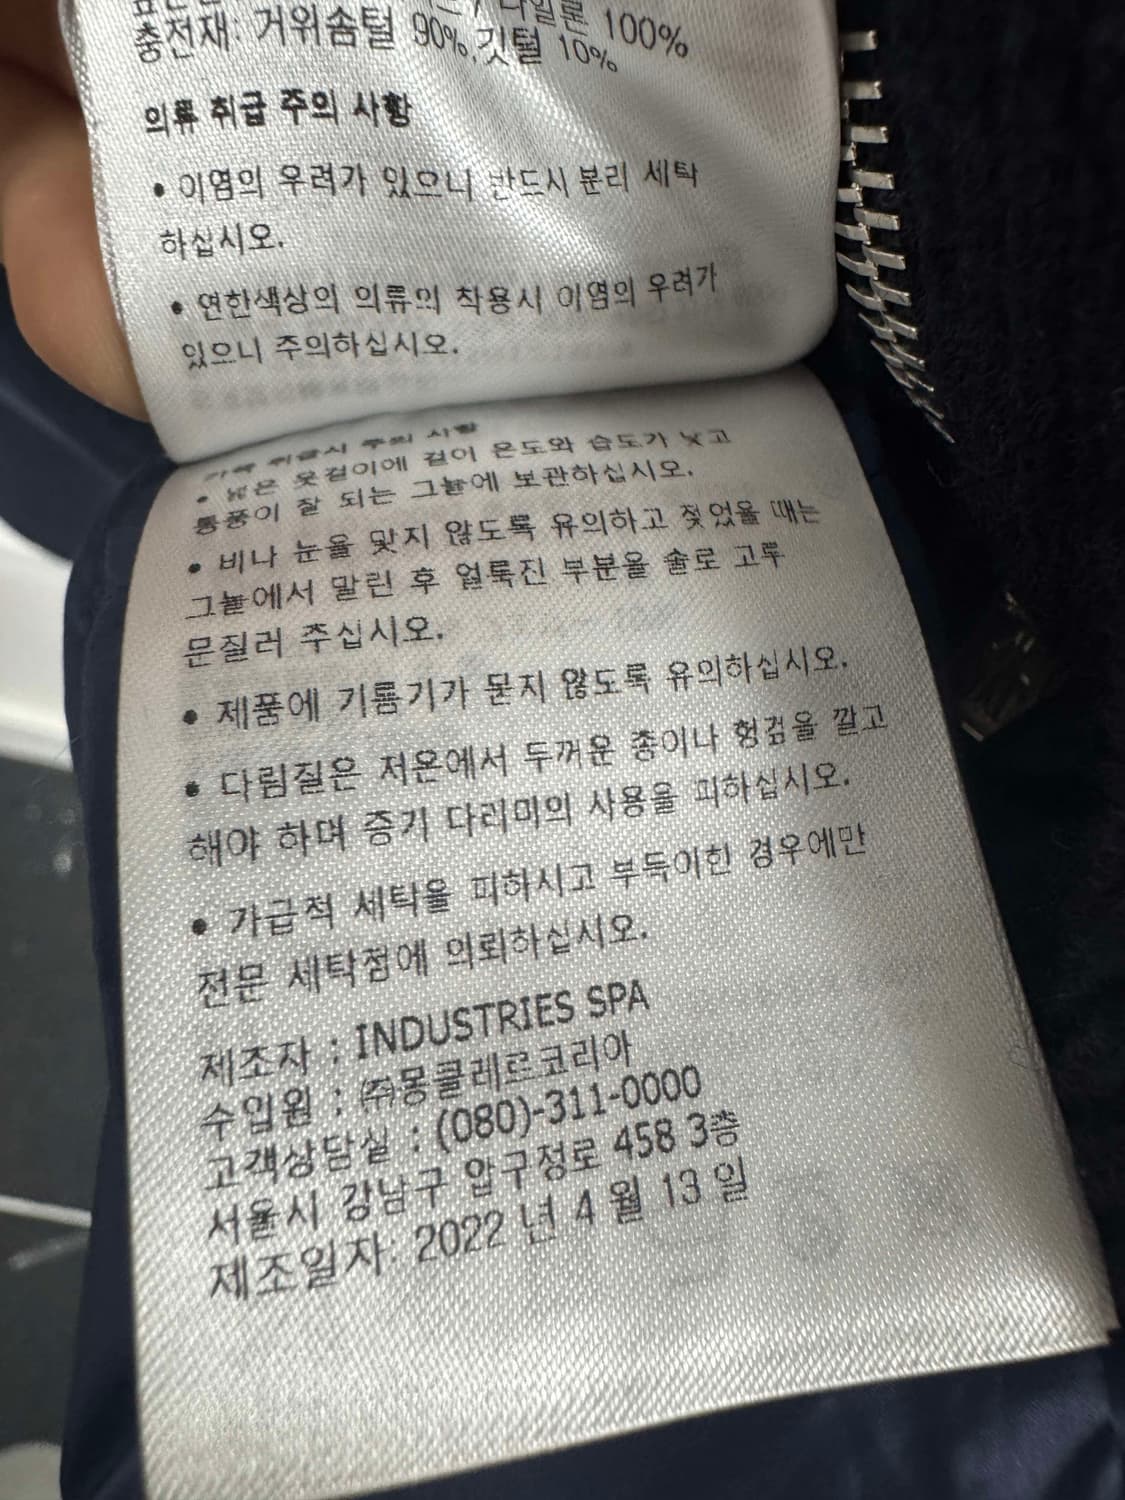 나일론 100%
충전재: 거위솜털 90%,깃털 10%
의류 취급 주의 사항
• 이염의 우려가 있으니 반드시 분리 세탁
하십시오.
• 연한색상의 의류의 착용시 이염의 우려가
있으니 주의하십시오.
취급시 주의 사항
• 넓은 옷걸이에 걸어 온도와 습도가 낮고
통풍이 잘 되는 그늘에 보관하십시오.
• 비나 눈을 맞지 않도록 유의하고 젖었을 때는
그늘에서 말린 후 얼룩진 부분을 솔로 고루
문질러 주십시오.
• 제품에 기름기가 묻지 않도록 유의하십시오.
• 다림질은 저온에서 두꺼운 종이나 헝겊을 깔고
해야 하며 증기 다리미의 사용을 피하십시오.
• 가급적 세탁을 피하시고 부득이힌 경우에만
전문 세탁점에 의뢰하십시오.
제조자 : INDUSTRIES SPA
수입원 : ㈜몽클레르코리아
고객상담실 : (080)-311-0000
서울시 강남구 압구정로 458 3층
제조일자: 2022 년 4 월 13 일